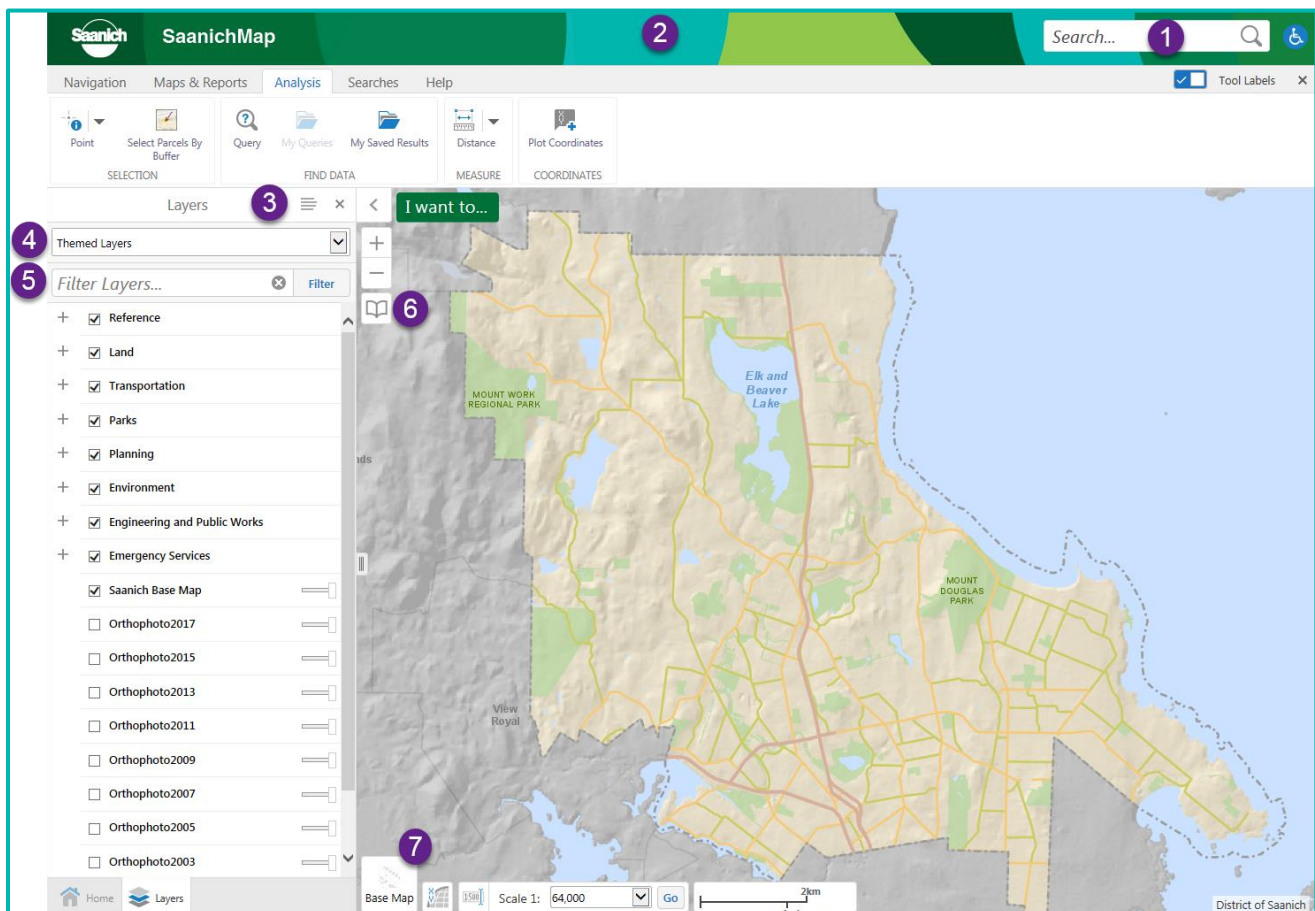 Saanich
SaanichMap
2
Search...
1
Navigation
Maps & Reports
Analysis
Searches
Help
Tool Labels
Point
Select Parcels By
Buffer
Query
My Queries
My Saved Results
Distance
Plot Coordinates
SELECTION
FIND DATA
MEASURE
COORDINATES
Layers
3
I want to...
4
Themed Layers
5
Filter Layers...
Filter
6
Reference
Land
Transportation
Parks
Planning
Environment
Engineering and Public Works
Emergency Services
Saanich Base Map
Orthophoto2017
Orthophoto2015
Orthophoto2013
Orthophoto2011
Orthophoto2009
Orthophoto2007
Orthophoto2005
Orthophoto2003
Home
Layers
Elk and
Beaver
Lake
MOUNT WORK
REGIONAL PARK
nds
MOUNT
DOUGLAS
PARK
View
Royal
7
Base Map
Scale 1:
64,000
Go
2km
District of Saanich